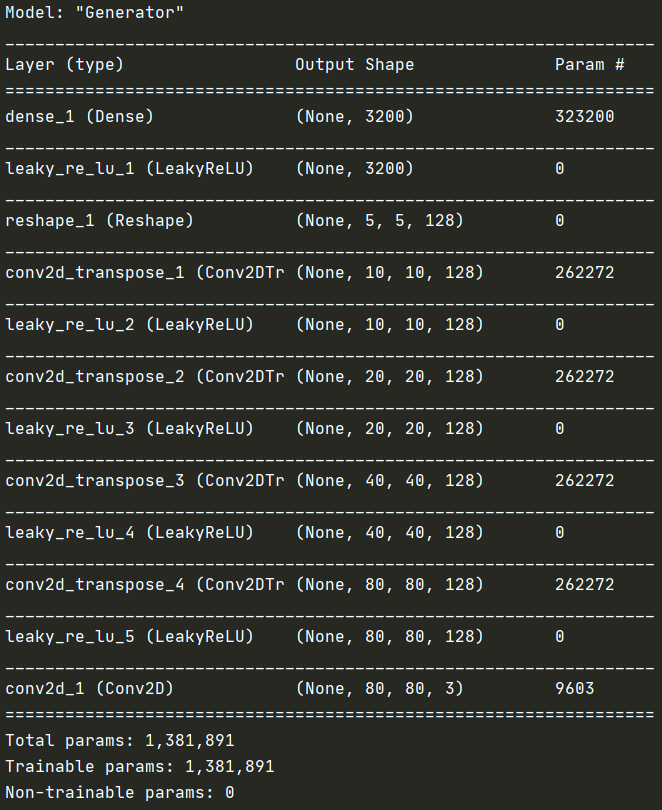 Model: "Generator"
_________________________________________________________________
Layer (type)                 Output Shape              Param #
=================================================================
dense_1 (Dense)              (None, 3200)              323200
_________________________________________________________________
leaky_re_lu_1 (LeakyReLU)    (None, 3200)              0
_________________________________________________________________
reshape_1 (Reshape)          (None, 5, 5, 128)         0
_________________________________________________________________
conv2d_transpose_1 (Conv2DTr (None, 10, 10, 128)       262272
_________________________________________________________________
leaky_re_lu_2 (LeakyReLU)    (None, 10, 10, 128)       0
_________________________________________________________________
conv2d_transpose_2 (Conv2DTr (None, 20, 20, 128)       262272
_________________________________________________________________
leaky_re_lu_3 (LeakyReLU)    (None, 20, 20, 128)       0
_________________________________________________________________
conv2d_transpose_3 (Conv2DTr (None, 40, 40, 128)       262272
_________________________________________________________________
leaky_re_lu_4 (LeakyReLU)    (None, 40, 40, 128)       0
_________________________________________________________________
conv2d_transpose_4 (Conv2DTr (None, 80, 80, 128)       262272
_________________________________________________________________
leaky_re_lu_5 (LeakyReLU)    (None, 80, 80, 128)       0
_________________________________________________________________
conv2d_1 (Conv2D)            (None, 80, 80, 3)         9603
=================================================================
Total params: 1,381,891
Trainable params: 1,381,891
Non-trainable params: 0